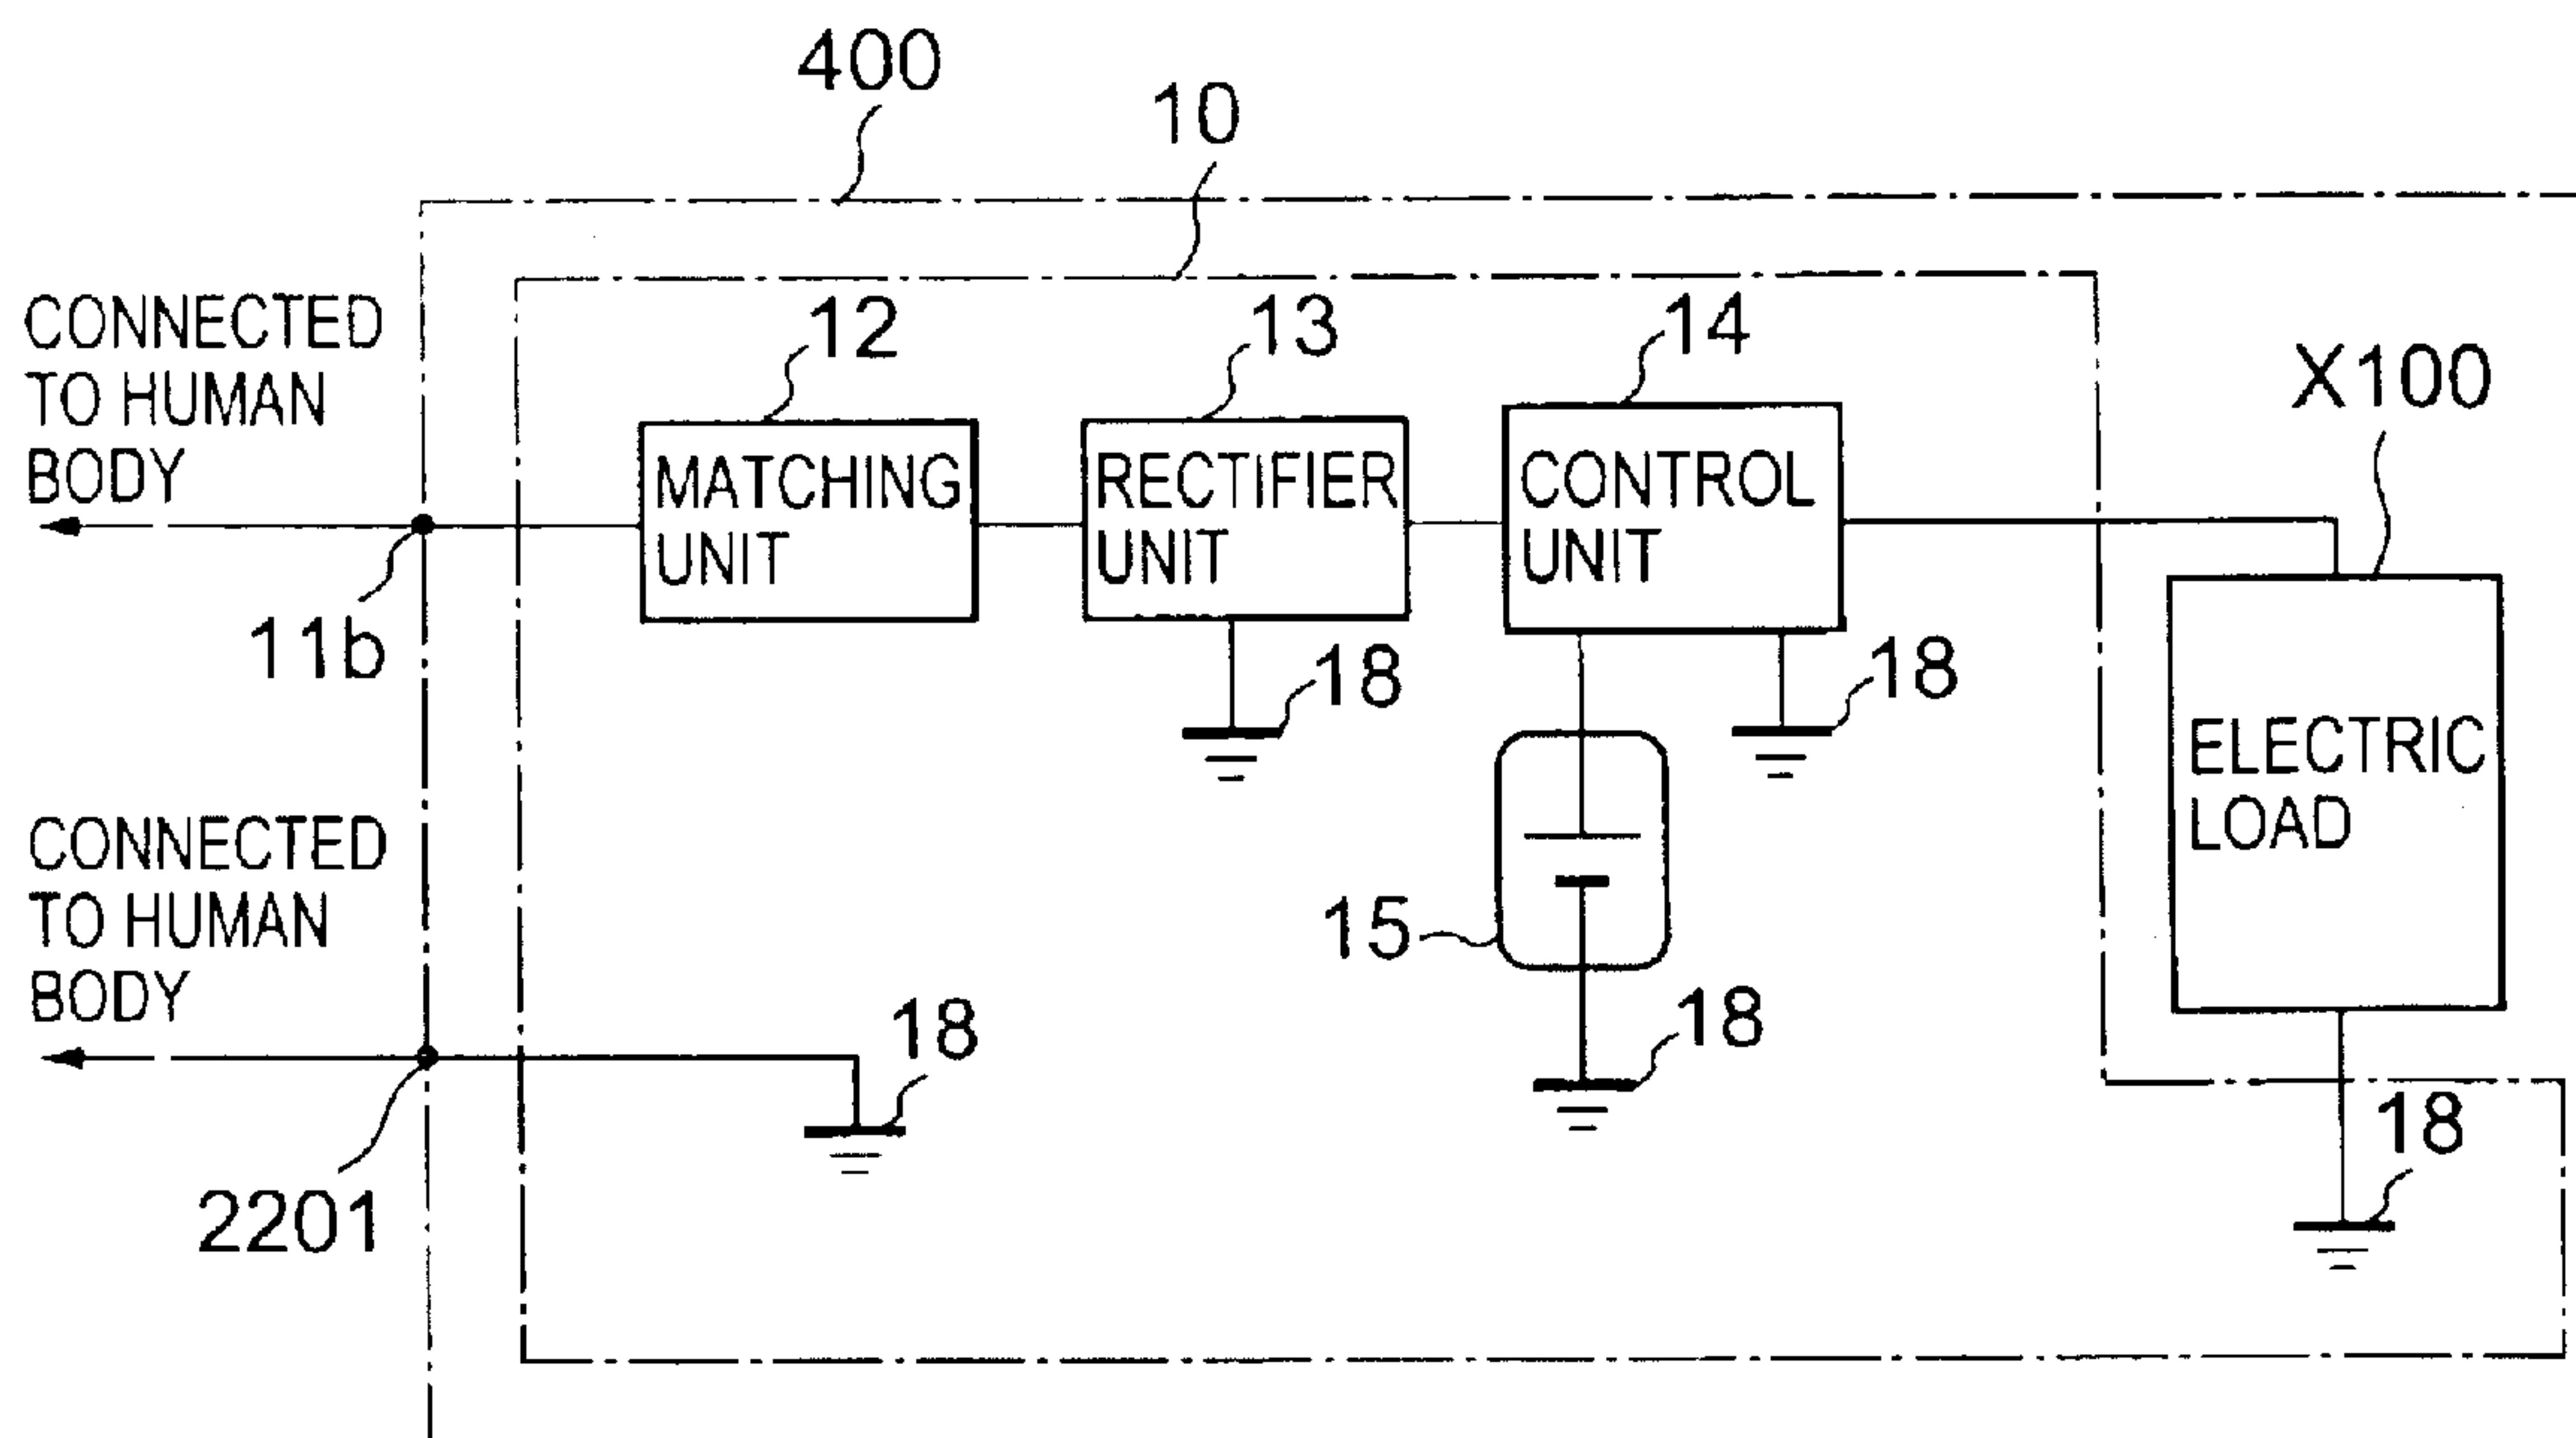 400
10
CONNECTED
TO HUMAN
BODY
12
13
14
X100
MATCHING
UNIT
RECTIFIER
UNIT
CONTROL
UNIT
11b
18
18
ELECTRIC
LOAD
CONNECTED
TO HUMAN
BODY
15
18
18
18
2201